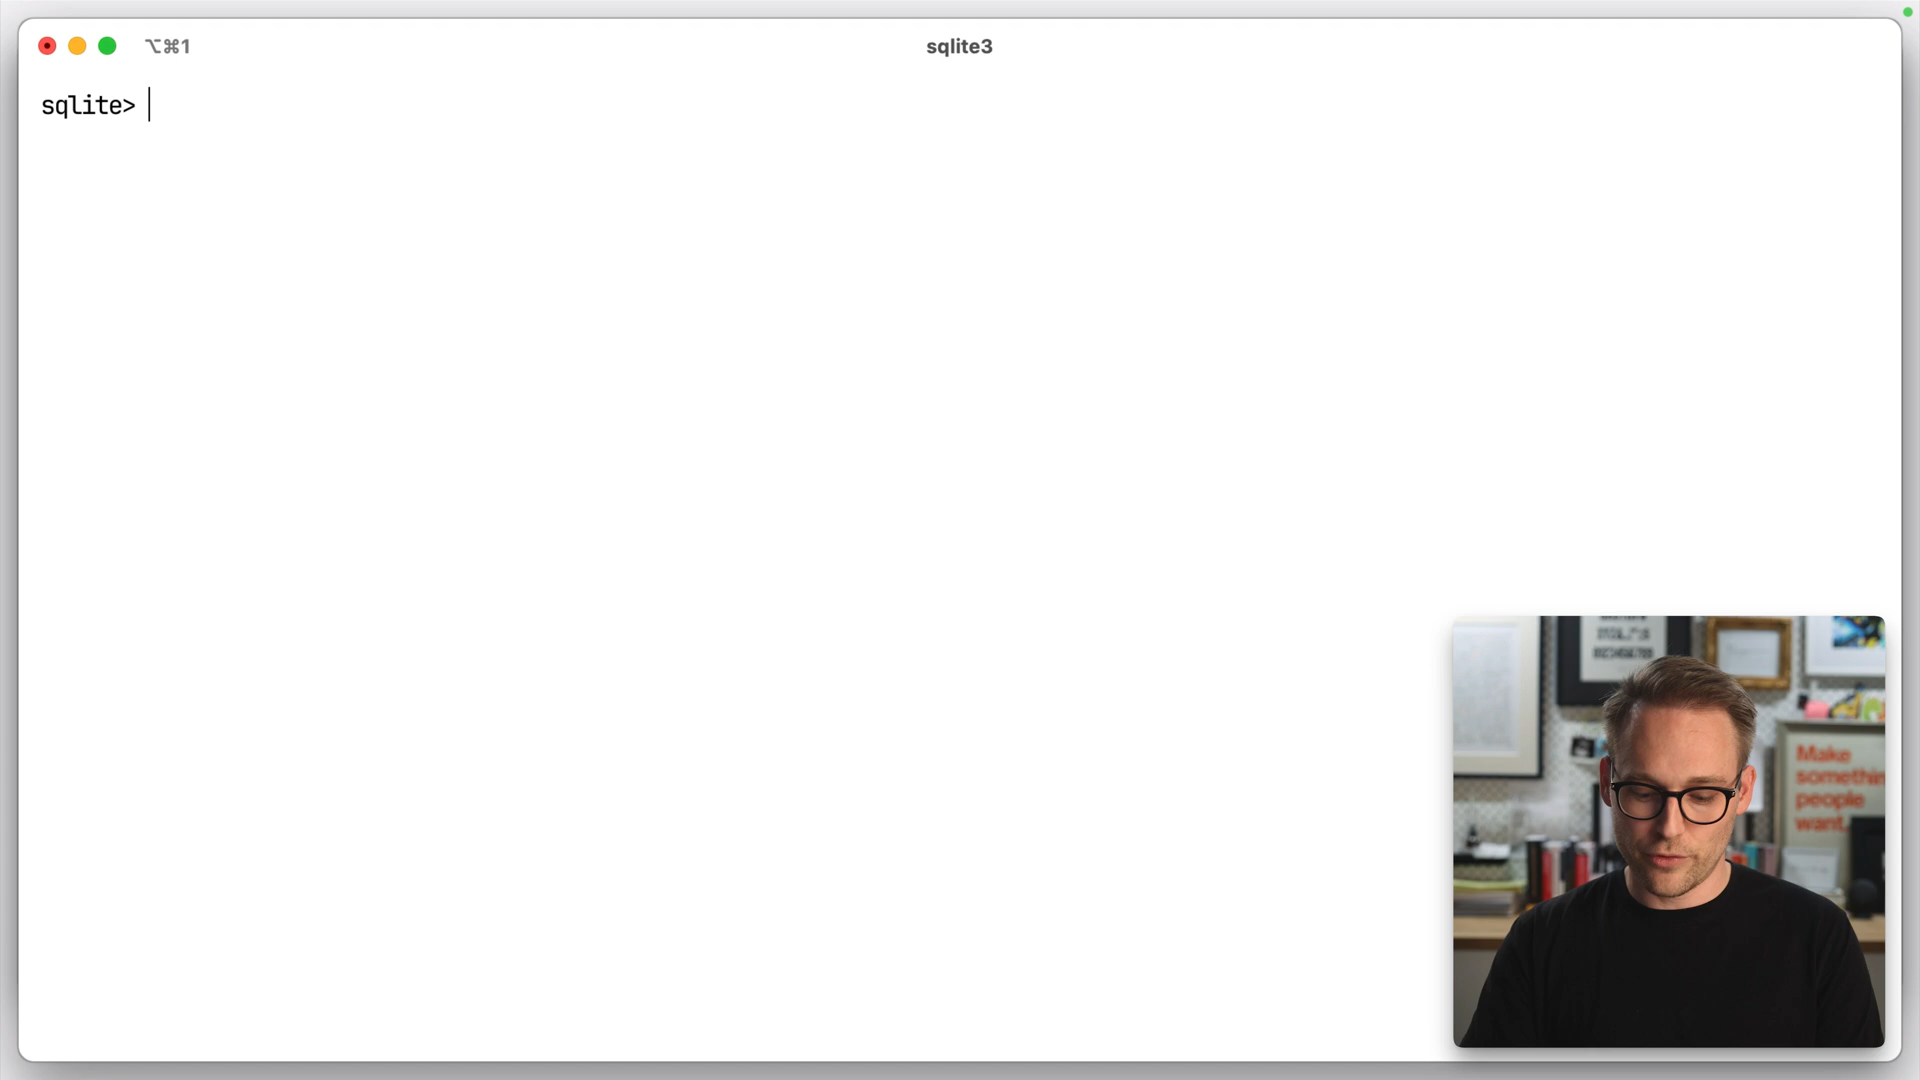 ⌥⌘1
sqlite3
sqlite>
Make
somethin
people
want.